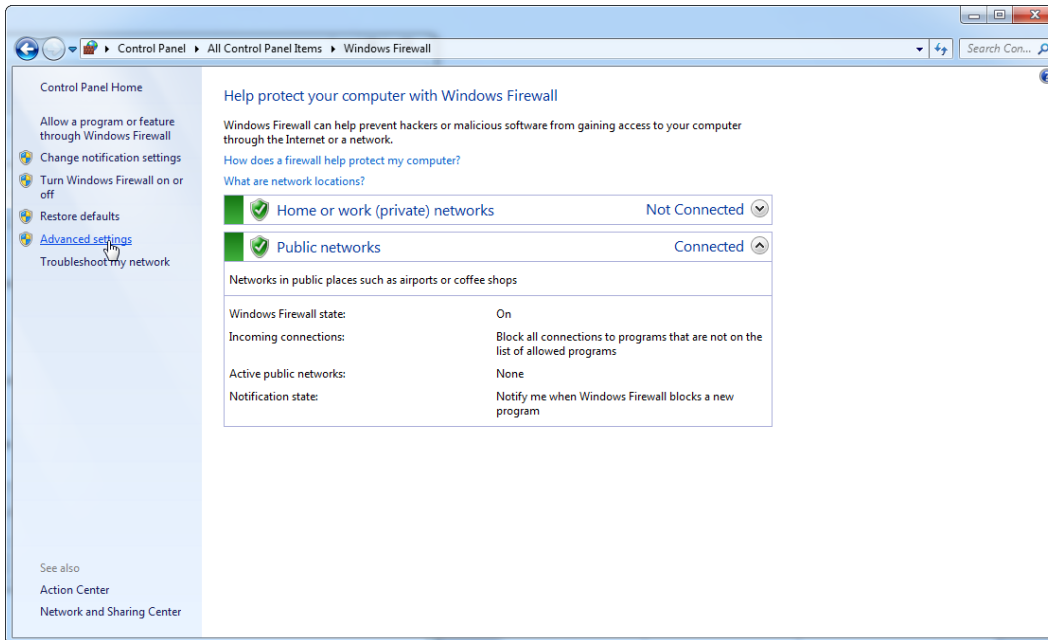 Control Panel
All Control Panel Items
Windows Firewall
Search Con...
Control Panel Home
Allow a program or feature
through Windows Firewall
Change notification settings
Turn Windows Firewall on or
off
Restore defaults
Advanced settings
Troubleshoot my network
See also
Action Center
Network and Sharing Center
Help protect your computer with Windows Firewall
Windows Firewall can help prevent hackers or malicious software from gaining access to your computer
through the Internet or a network.
How does a firewall help protect my computer?
What are network locations?
Home or work (private) networks Not Connected
Public networks Connected
Networks in public places such as airports or coffee shops
Windows Firewall state: On
Incoming connections: Block all connections to programs that are not on the
list of allowed programs
Active public networks: None
Notification state: Notify me when Windows Firewall blocks a new
program